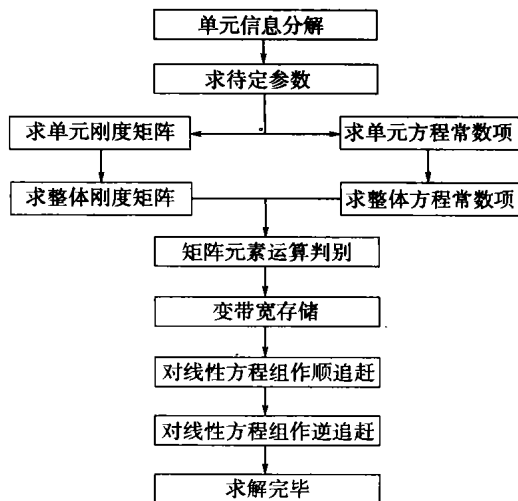 单元信息分解
求待定参数
求单元刚度矩阵
求单元方程常数项
求整体刚度矩阵
求整体方程常数项
矩阵元素运算判别
变带宽存储
对线性方程组作顺追赶
对线性方程组作逆追赶
求解完毕